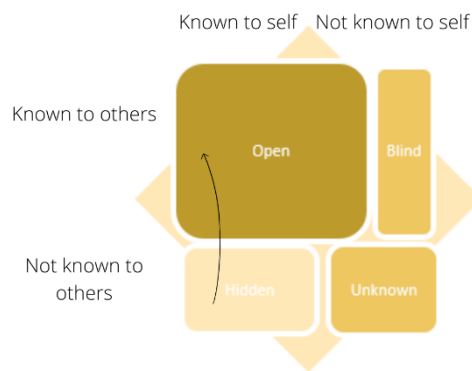 Known to self Not known to self
Known to others
Open
Blind
Not known to
others
Hidden
Unknown